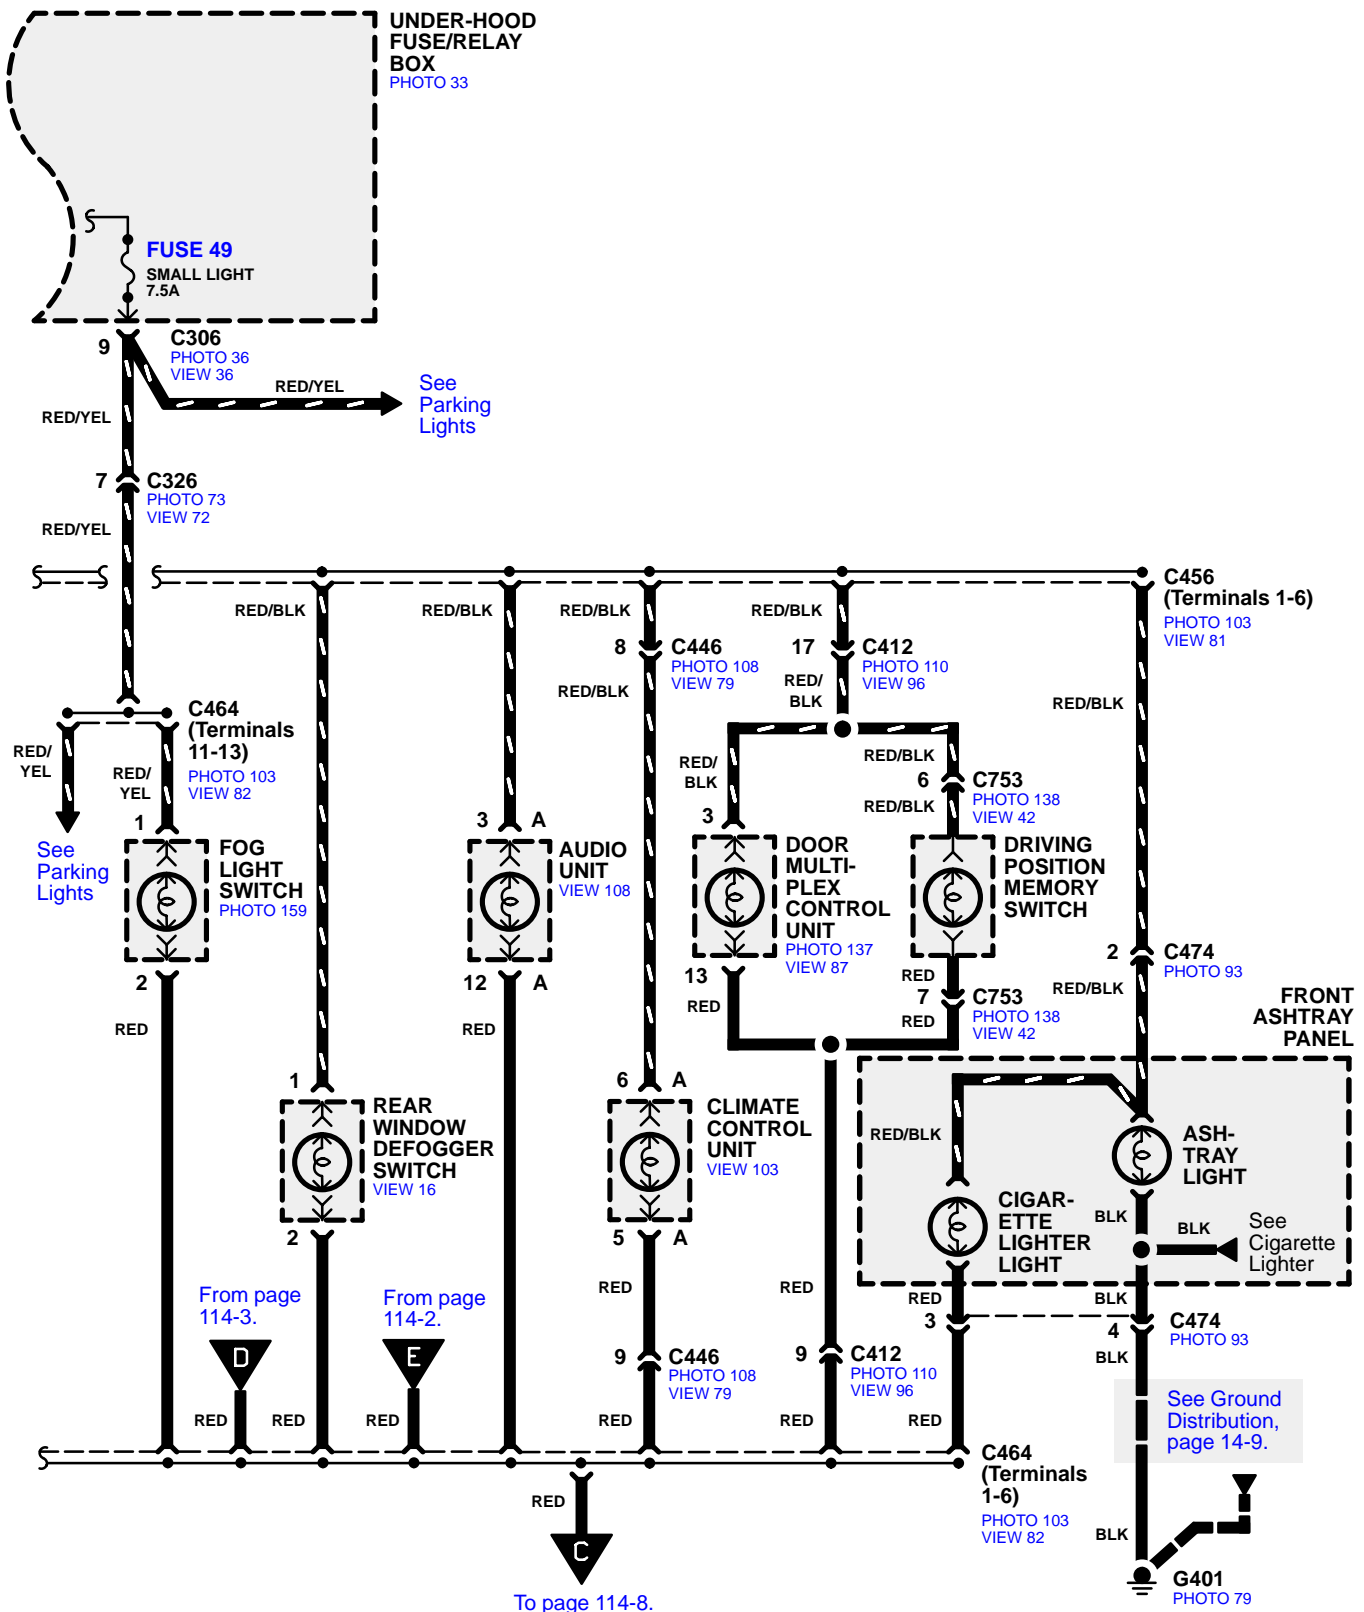 UNDER-HOOD
FUSE/RELAY
BOX
PHOTO 33
FUSE 49
SMALL LIGHT
7.5A
9
C306
PHOTO 36
VIEW 36
RED/YEL
See
Parking
Lights
RED/YEL
7
C326
PHOTO 73
VIEW 72
RED/YEL
C456
(Terminals 1-6)
PHOTO 103
VIEW 81
RED/BLK
RED/BLK
RED/BLK
RED/BLK
8
C446
PHOTO 108
VIEW 79
17
C412
PHOTO 110
VIEW 96
RED/BLK
RED/
BLK
RED/BLK
C464
(Terminals
11-13)
PHOTO 103
VIEW 82
RED/
YEL
RED/
YEL
See
Parking
Lights
RED/
BLK
RED/BLK
6
C753
PHOTO 138
VIEW 42
RED/BLK
1
FOG
LIGHT
SWITCH
PHOTO 159
2
RED
3
A
AUDIO
UNIT
VIEW 108
12
A
RED
3
DOOR
MULTI-
PLEX
CONTROL
UNIT
PHOTO 137
VIEW 87
13
RED
DRIVING
POSITION
MEMORY
SWITCH
RED
7
C753
PHOTO 138
VIEW 42
RED
2
C474
PHOTO 93
RED/BLK
FRONT
ASHTRAY
PANEL
1
REAR
WINDOW
DEFOGGER
SWITCH
VIEW 16
2
6
A
CLIMATE
CONTROL
UNIT
VIEW 103
5
A
RED
RED/BLK
ASH-
TRAY
LIGHT
CIGAR-
ETTE
LIGHTER
LIGHT
BLK
BLK
See
Cigarette
Lighter
RED
RED
BLK
3
4
C474
PHOTO 93
BLK
From page
114-3.
D
From page
114-2.
E
9
C446
PHOTO 108
VIEW 79
9
C412
PHOTO 110
VIEW 96
RED
RED
RED
RED
RED
RED
See Ground
Distribution,
page 14-9.
C464
(Terminals
1-6)
PHOTO 103
VIEW 82
RED
C
To page 114-8.
BLK
G401
PHOTO 79